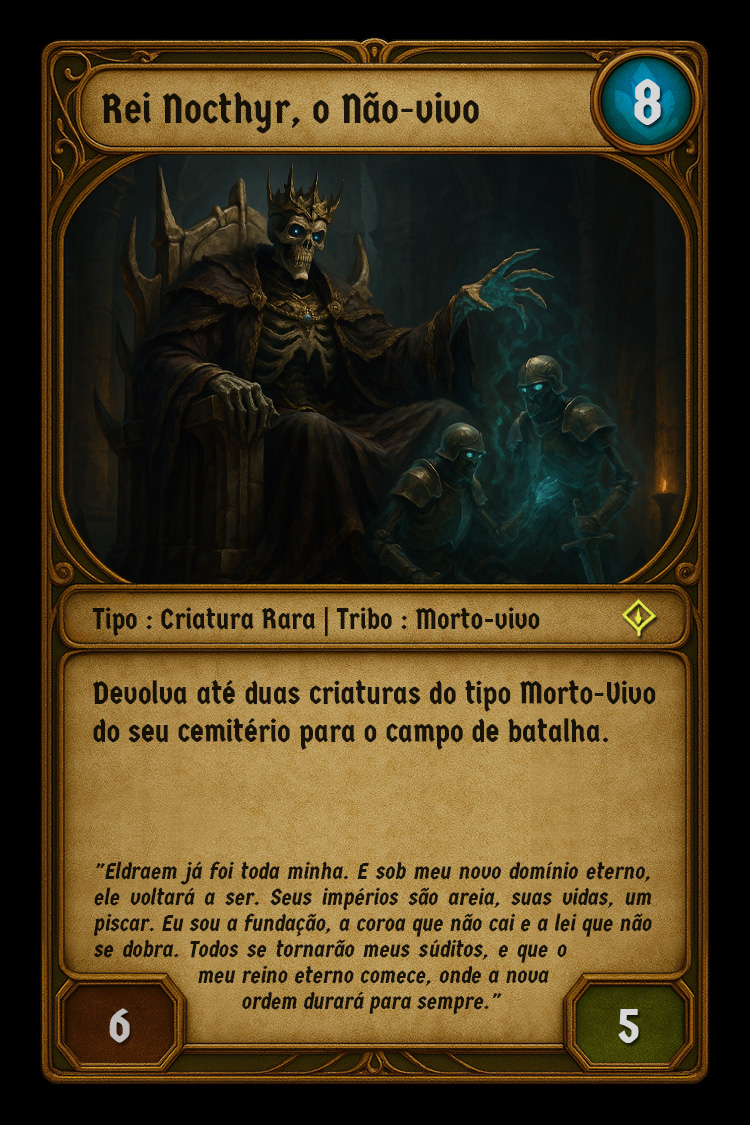 Rei Nocthyr, o Não-vivo
8
Tipo : Criatura Rara | Tribo : Morto-vivo
Devolva até duas criaturas do tipo Morto-Vivo
do seu cemitério para o campo de batalha.
"Eldraem já foi toda minha. E sob meu novo domínio eterno,
ele voltará a ser. Seus impérios são areia, suas vidas, um
piscar. Eu sou a fundação, a coroa que não cai e a lei que não
se dobra. Todos se tornarão meus súditos, e que o
meu reino eterno comece, onde a nova
ordem durará para sempre."
6
5